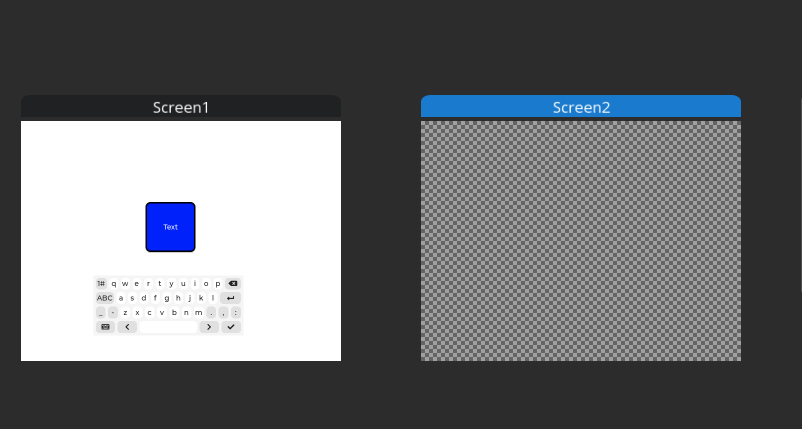 Screen1
Screen2
Text
1# q w e r t y u i o p
ABC a s d f g h j k l
_ - z x c v b n m . , :